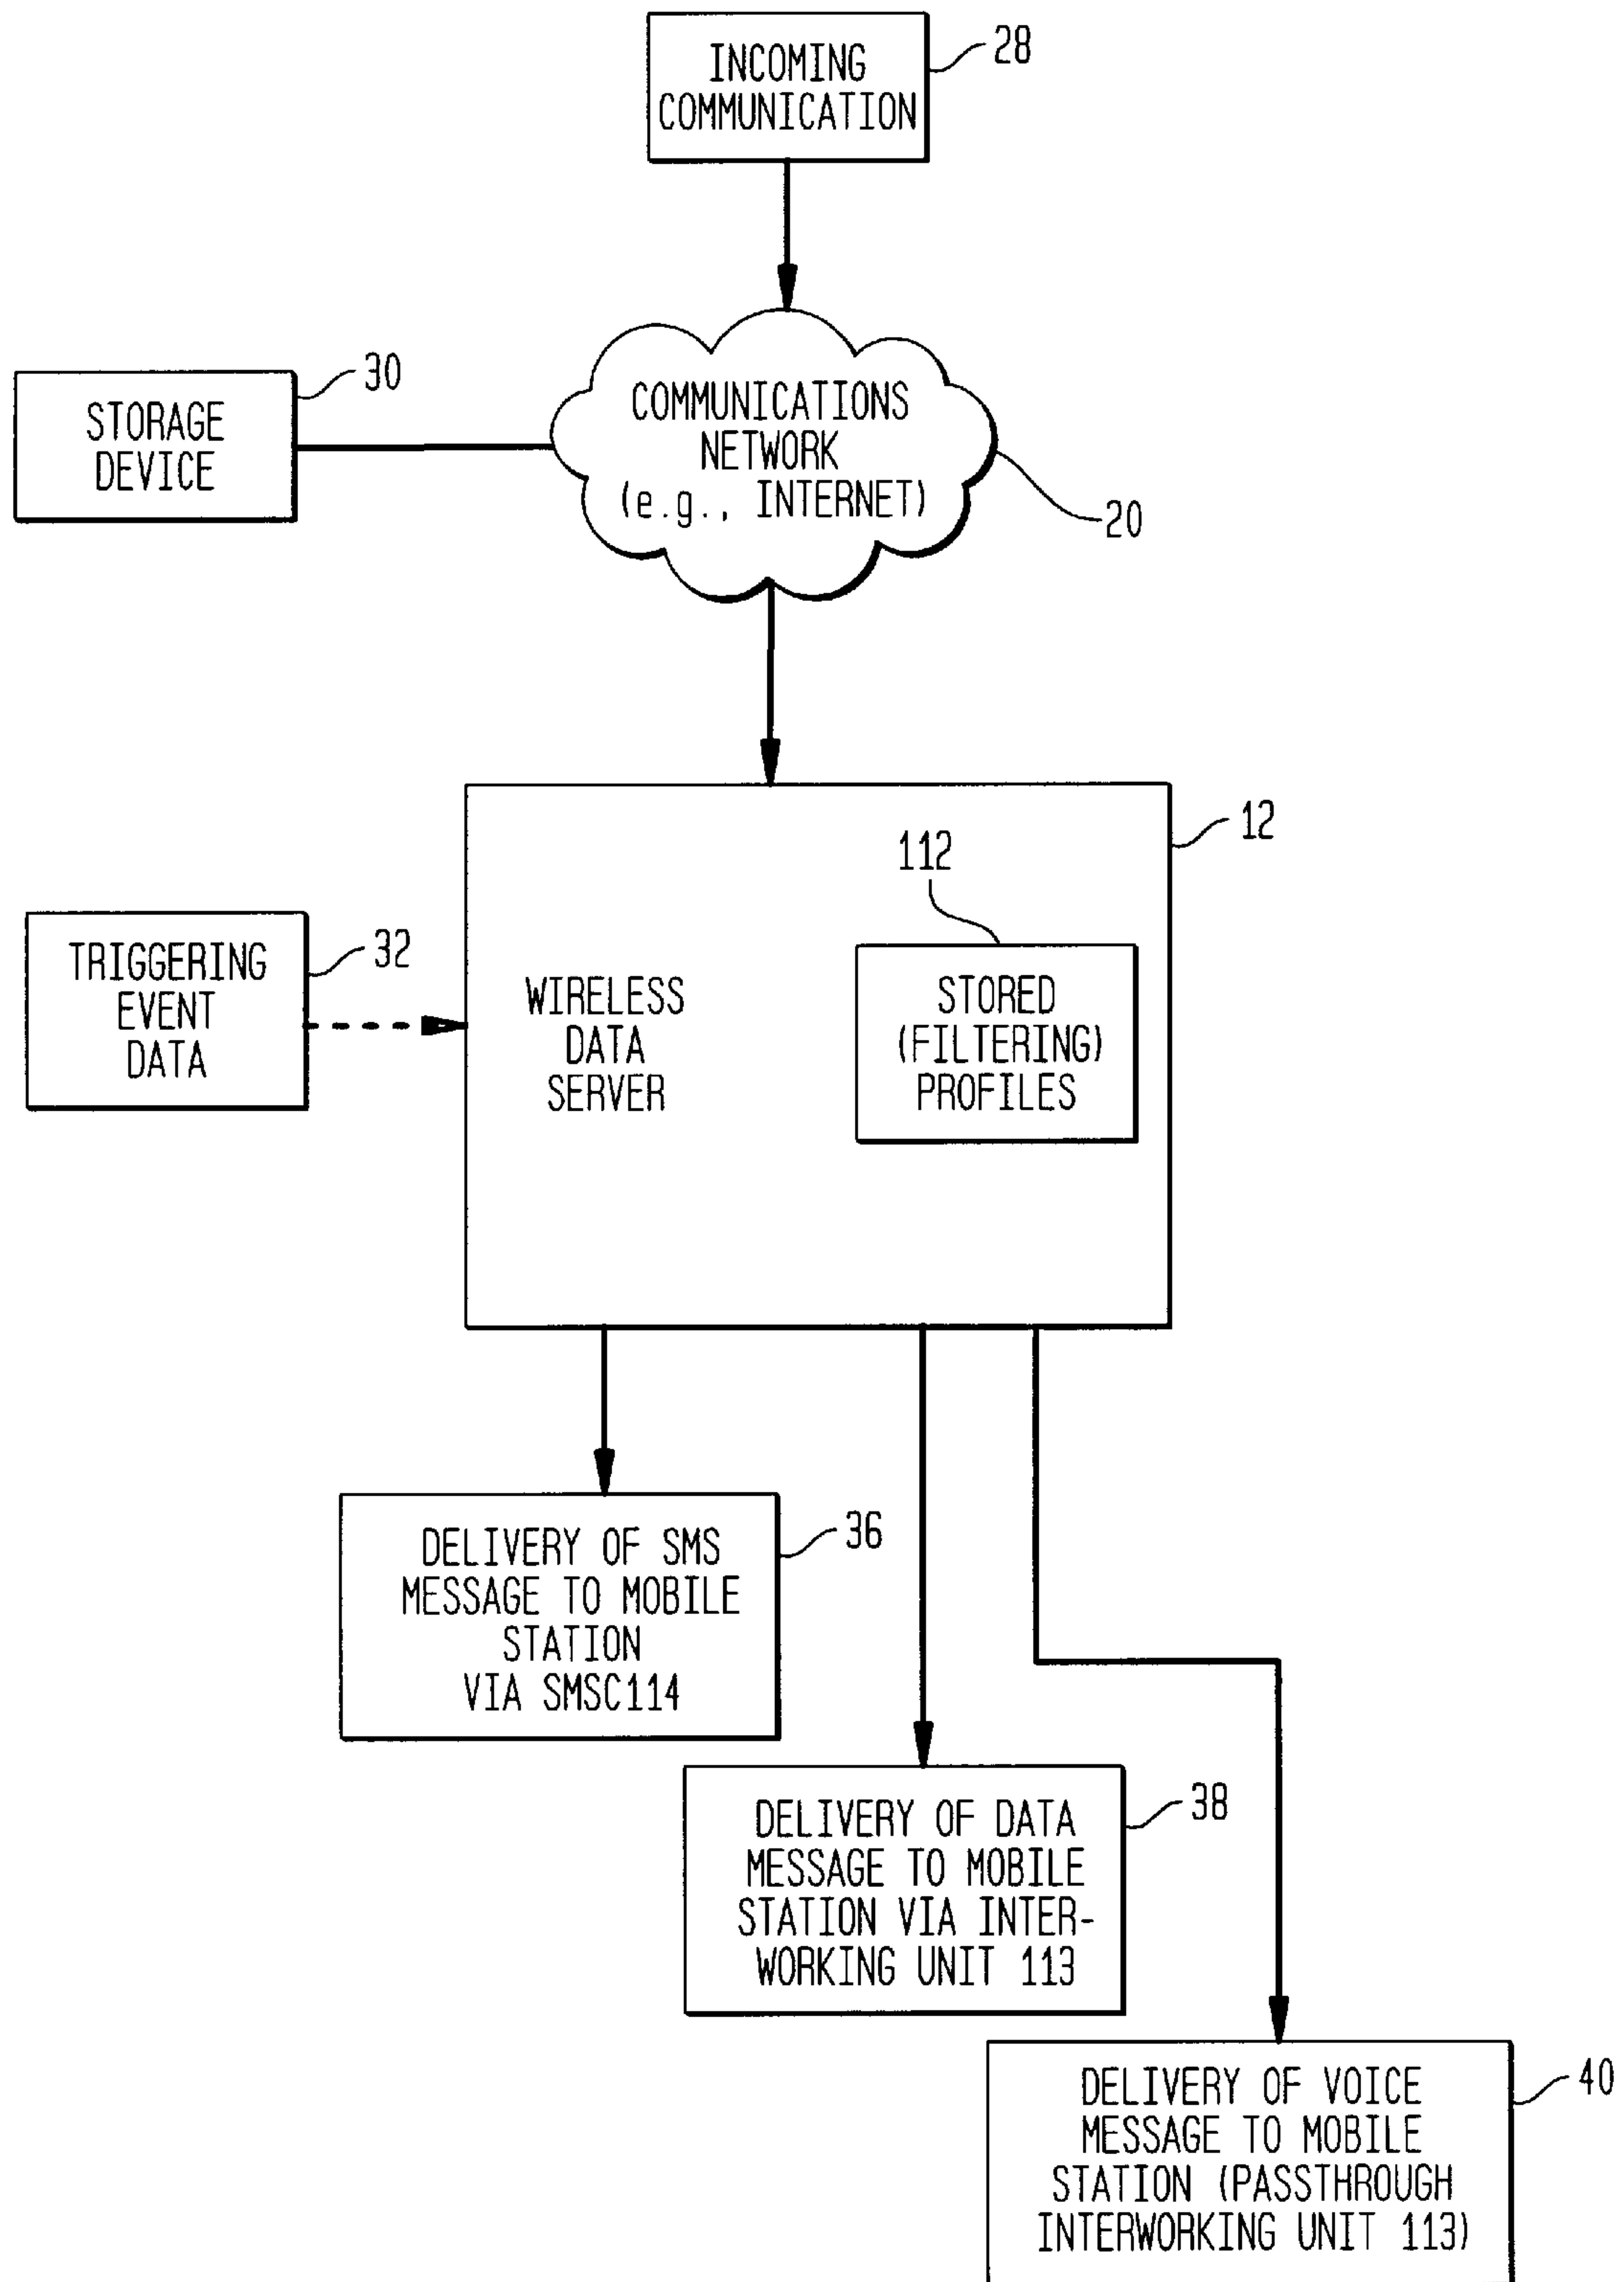 INCOMING
COMMUNICATION
28
STORAGE
DEVICE
30
COMMUNICATIONS
NETWORK
(e.g., INTERNET)
20
12
112
TRIGGERING
EVENT
DATA
32
WIRELESS
DATA
SERVER
STORED
(FILTERING)
PROFILES
DELIVERY OF SMS
MESSAGE TO MOBILE
STATION
VIA SMSC114
36
DELIVERY OF DATA
MESSAGE TO MOBILE
STATION VIA INTER-
WORKING UNIT 113
38
DELIVERY OF VOICE
MESSAGE TO MOBILE
STATION (PASSTHROUGH
INTERWORKING UNIT 113)
40